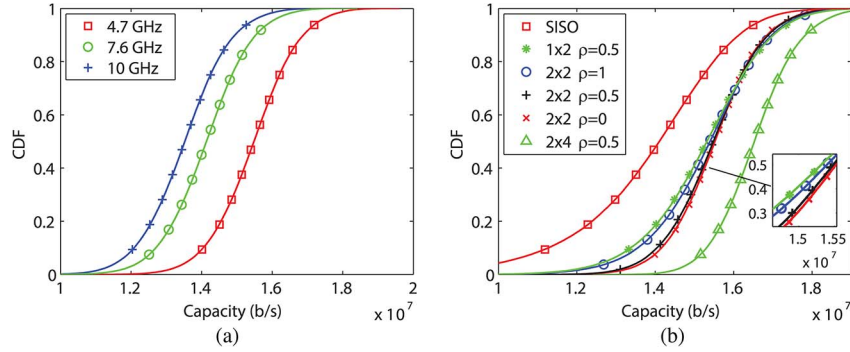 CDF
1
0.8
0.6
0.4
0.2
0
4.7 GHz
7.6 GHz
10 GHz
1 1.2 1.4 1.6 1.8 2
x 10^7
Capacity (b/s)
(a)
CDF
1
0.8
0.6
0.4
0.2
0
SISO
1x2 ρ=0.5
2x2 ρ=1
2x2 ρ=0.5
2x2 ρ=0
2x4 ρ=0.5
0.5
0.4
0.3
1.5 1.55
x 10^7
1 1.2 1.4 1.6 1.8
x 10^7
Capacity (b/s)
(b)